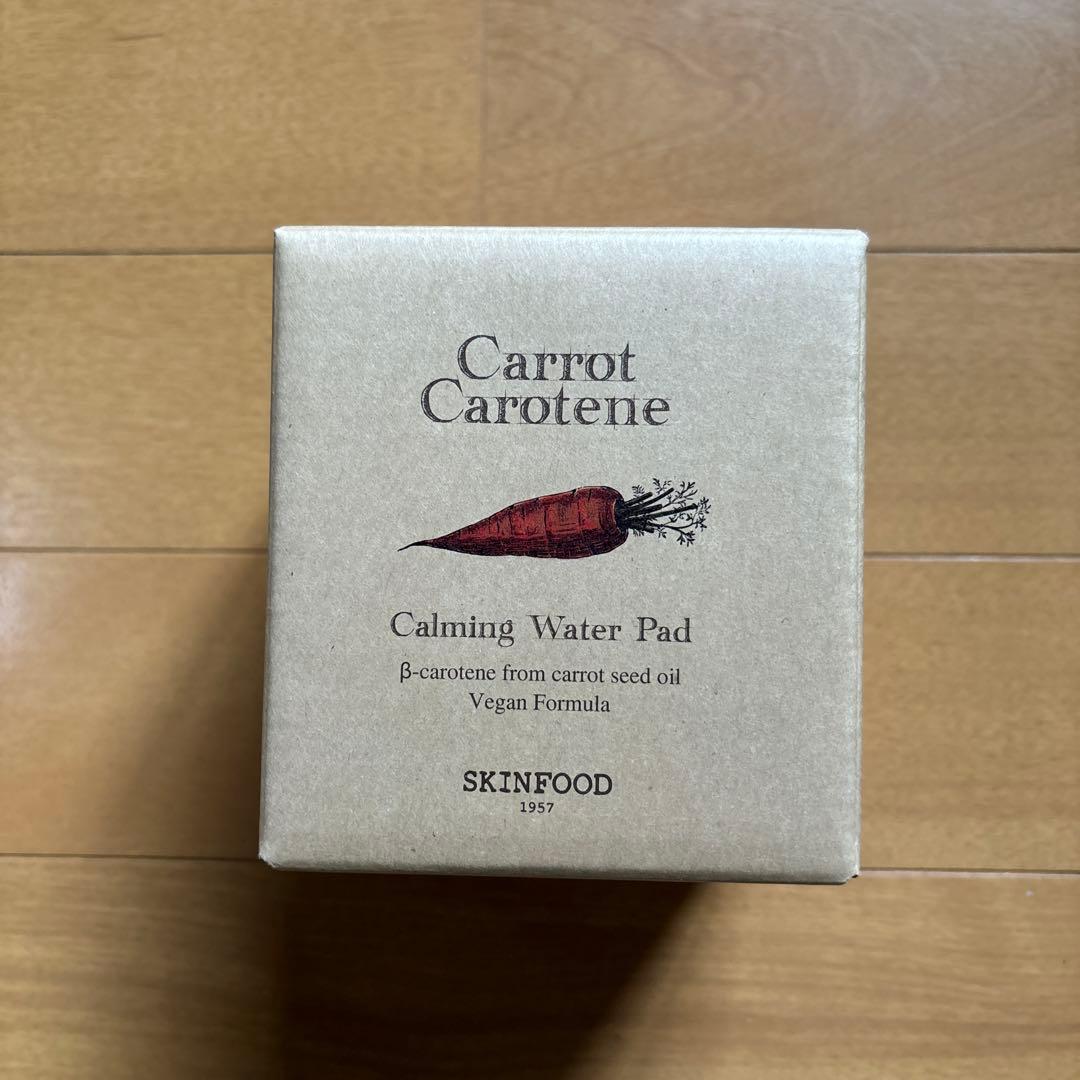 Carrot
Carotene
Calming Water Pad
β-carotene from carrot seed oil
Vegan Formula
SKINFOOD
1957